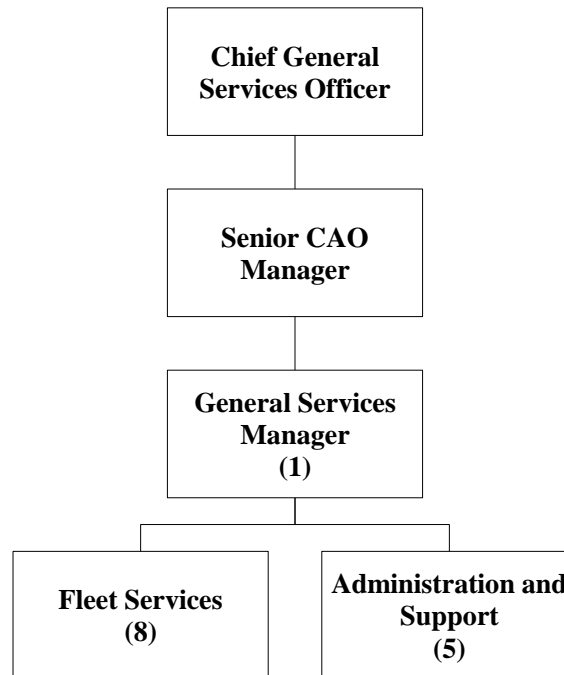 Chief General
Services Officer
Senior CAO
Manager
General Services
Manager
(1)
Fleet Services
(8)
Administration and
Support
(5)